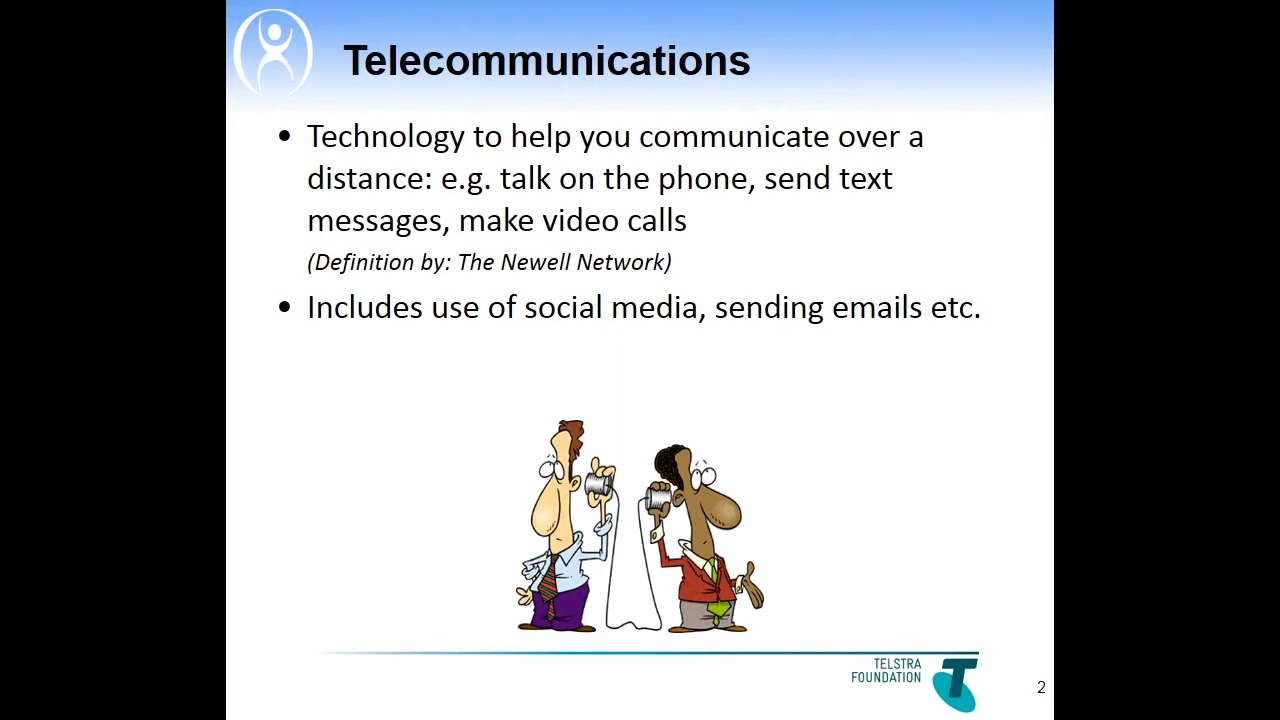 Telecommunications
• Technology to help you communicate over a
distance: e.g. talk on the phone, send text
messages, make video calls
(Definition by: The Newell Network)
• Includes use of social media, sending emails etc.
TELSTRA
FOUNDATION
T
2